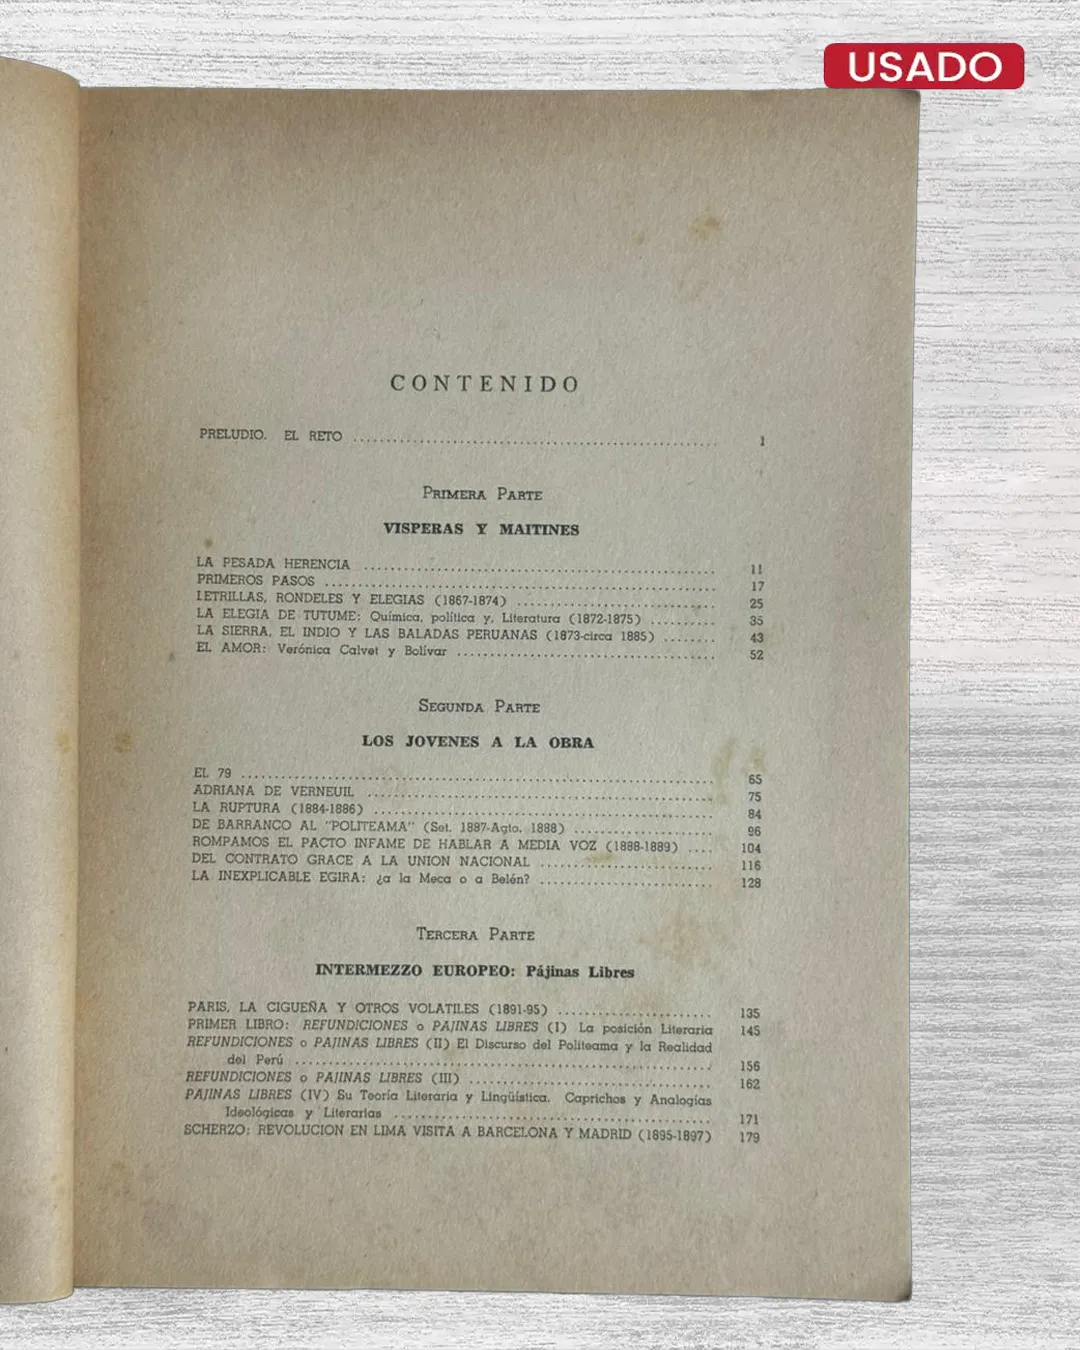 USADO
CONTENIDO
PRELUDIO. EL RETO ........ 1
PRIMERA PARTE
VISPERAS Y MAITINES
LA PESADA HERENCIA ........ 11
PRIMEROS PASOS ........ 17
LETRILLAS, RONDELES Y ELEGIAS (1867-1874) ........ 25
LA ELEGIA DE TUTUME: Química, política y, Literatura (1872-1875) ........ 35
LA SIERRA, EL INDIO Y LAS BALADAS PERUANAS (1873-circa 1885) ........ 43
EL AMOR: Verónica Calvet y Bolívar ........ 52
SEGUNDA PARTE
LOS JOVENES A LA OBRA
EL 79 ........ 65
ADRIANA DE VERNEUIL ........ 75
LA RUPTURA (1884-1886) ........ 84
DE BARRANCO AL "POLITEAMA" (Set. 1887-Agto. 1888) ........ 96
ROMPAMOS EL PACTO INFAME DE HABLAR A MEDIA VOZ (1888-1889) .... 104
DEL CONTRATO GRACE A LA UNION NACIONAL ........ 116
LA INEXPLICABLE EGIRA: ¿a la Meca o a Belén? ........ 128
TERCERA PARTE
INTERMEZZO EUROPEO: Pájinas Libres
PARIS, LA CIGUEÑA Y OTROS VOLATILES (1891-95) ........ 135
PRIMER LIBRO: REFUNDICIONES o PAJINAS LIBRES (I) La posición Literaria 145
REFUNDICIONES o PAJINAS LIBRES (II) El Discurso del Politeama y la Realidad
del Perú ........ 156
REFUNDICIONES o PAJINAS LIBRES (III) ........ 162
PAJINAS LIBRES (IV) Su Teoría Literaria y Lingüística. Caprichos y Analogías
Ideológicas y Literarias ........ 171
SCHERZO: REVOLUCION EN LIMA VISITA A BARCELONA Y MADRID (1895-1897) 179